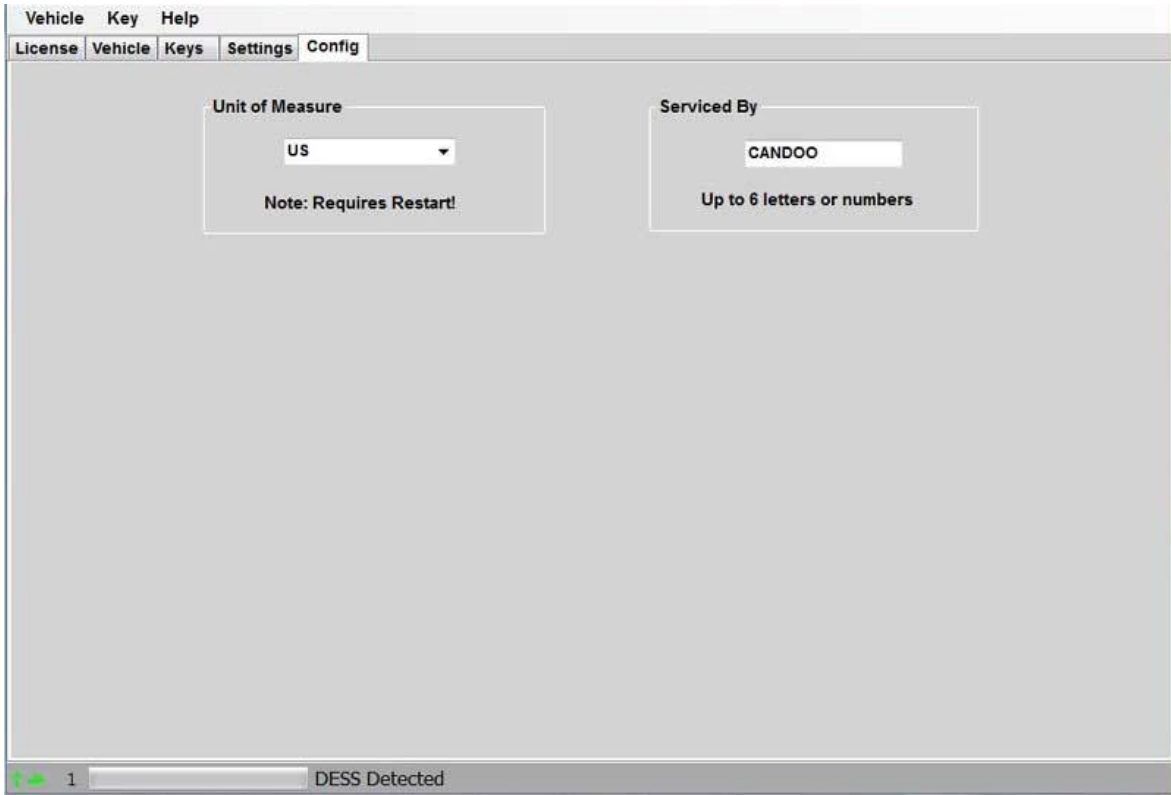 Vehicle Key Help
License Vehicle Keys Settings Config
Unit of Measure
US
Note: Requires Restart!
Serviced By
CANDOO
Up to 6 letters or numbers
1 DESS Detected